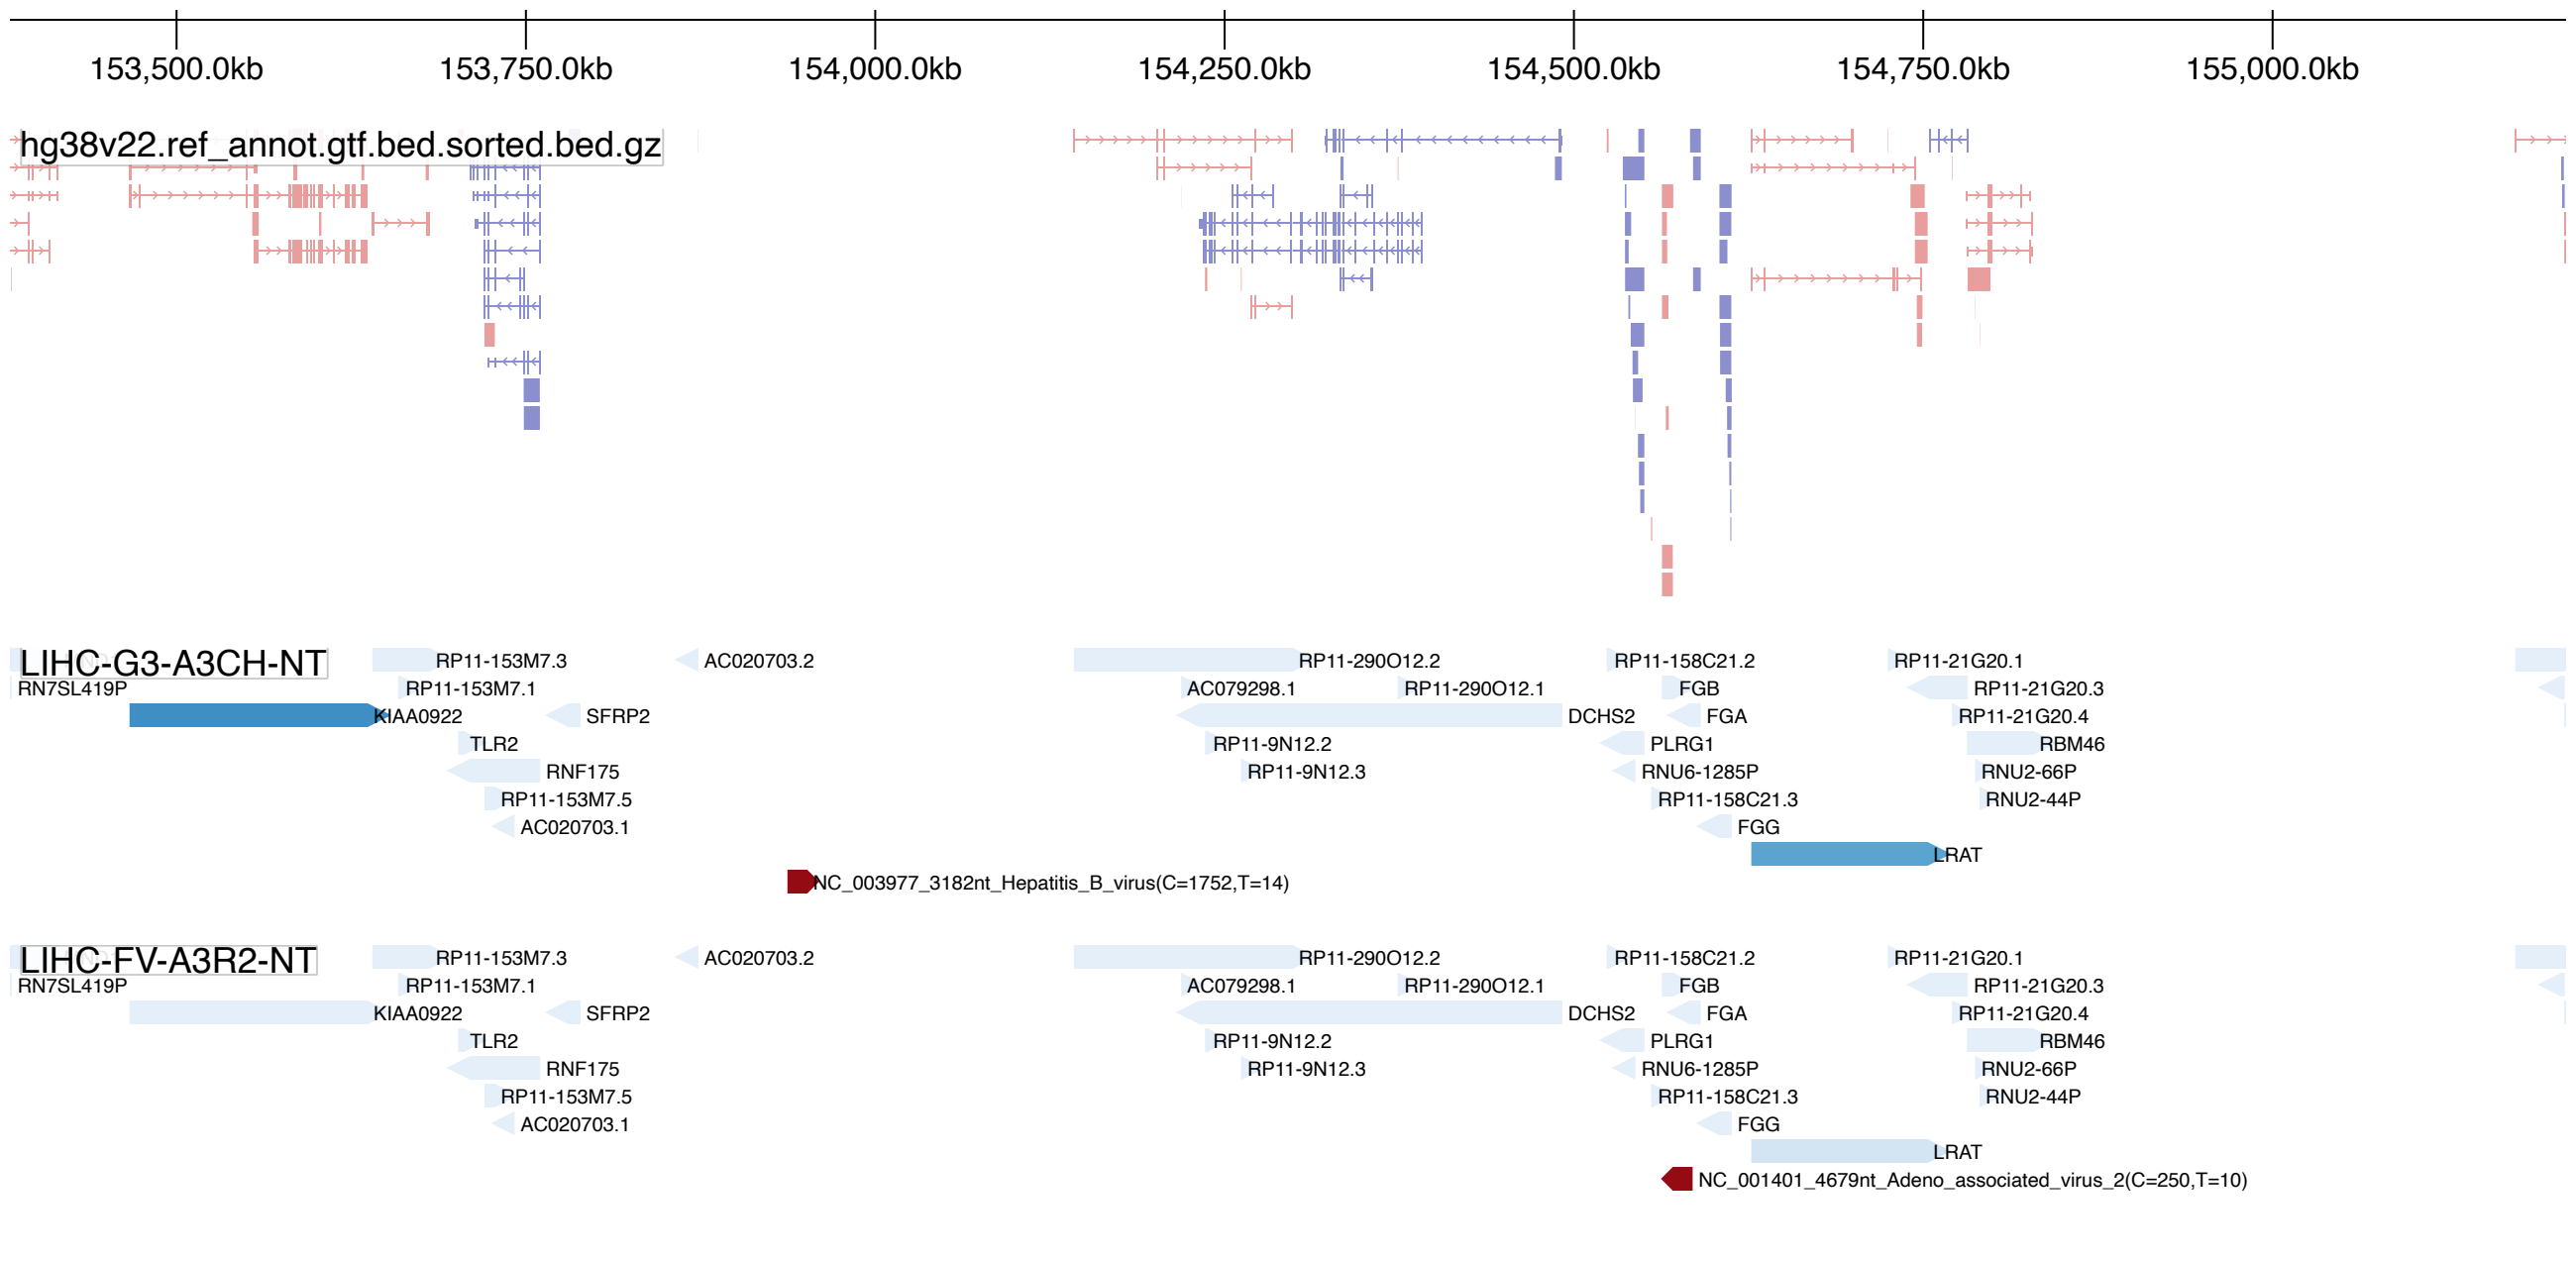 153,500.0kb 153,750.0kb 154,000.0kb 154,250.0kb 154,500.0kb 154,750.0kb 155,000.0kb
hg38v22.ref_annot.gtf.bed.sorted.bed.gz
LIHC-G3-A3CH-NT RP11-153M7.3 AC020703.2 RP11-290O12.2 RP11-158C21.2 RP11-21G20.1
RN7SL419P RP11-153M7.1 AC079298.1 RP11-290O12.1 FGB RP11-21G20.3
KIAA0922 SFRP2 DCHS2 FGA RP11-21G20.4
TLR2 RP11-9N12.2 PLRG1 RBM46
RNF175 RP11-9N12.3 RNU6-1285P RNU2-66P
RP11-153M7.5 RP11-158C21.3 RNU2-44P
AC020703.1 FGG
LRAT
NC_003977_3182nt_Hepatitis_B_virus(C=1752,T=14)
LIHC-FV-A3R2-NT RP11-153M7.3 AC020703.2 RP11-290O12.2 RP11-158C21.2 RP11-21G20.1
RN7SL419P RP11-153M7.1 AC079298.1 RP11-290O12.1 FGB RP11-21G20.3
KIAA0922 SFRP2 DCHS2 FGA RP11-21G20.4
TLR2 RP11-9N12.2 PLRG1 RBM46
RNF175 RP11-9N12.3 RNU6-1285P RNU2-66P
RP11-153M7.5 RP11-158C21.3 RNU2-44P
AC020703.1 FGG
LRAT
NC_001401_4679nt_Adeno_associated_virus_2(C=250,T=10)